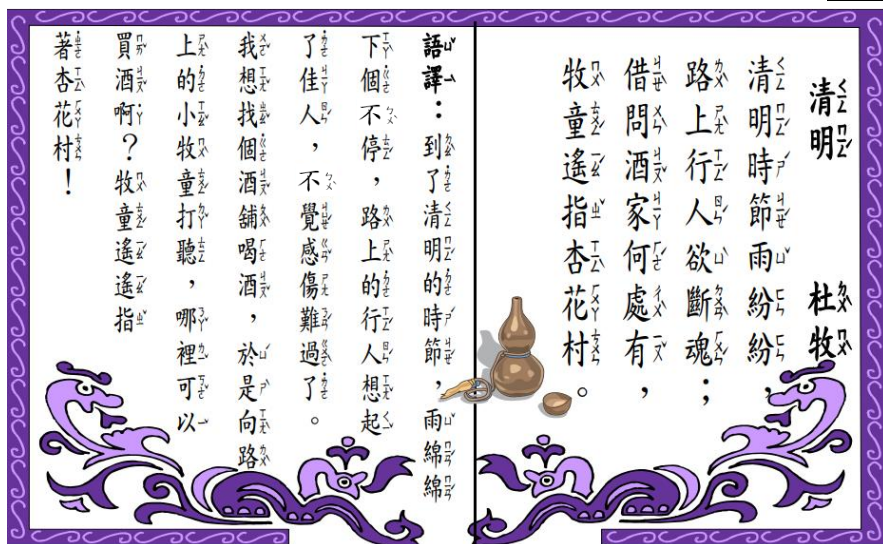 清明 杜牧
清明時節雨紛紛，
路上行人欲斷魂；
借問酒家何處有，
牧童遙指杏花村。
語譯：到了清明的時節，雨綿綿
下個不停，路上的行人想起
了佳人，不覺感傷難過了。
我想找個酒舖喝酒，於是向路
上的小牧童打聽，哪裡可以
買酒啊？牧童遙遙指
著杏花村！